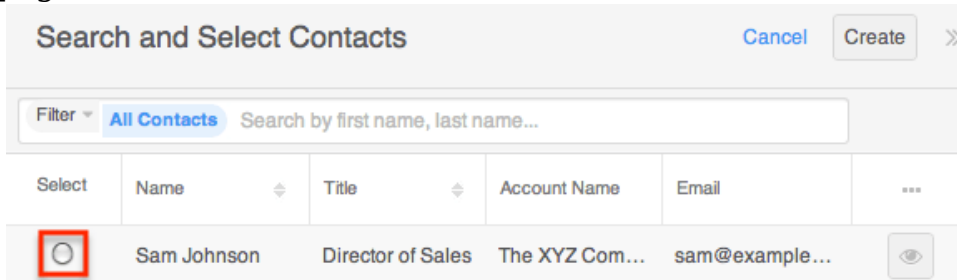 Search and Select Contacts Cancel Create
Filter All Contacts Search by first name, last name...
Select Name Title Account Name Email
Sam Johnson Director of Sales The XYZ Com... sam@example...